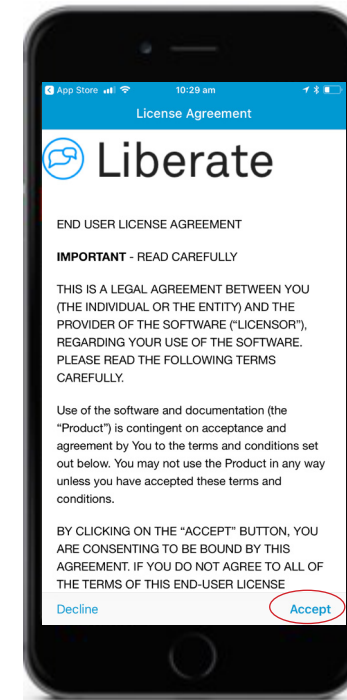 App Store 10:29 am
License Agreement
Liberate
END USER LICENSE AGREEMENT
IMPORTANT - READ CAREFULLY
THIS IS A LEGAL AGREEMENT BETWEEN YOU
(THE INDIVIDUAL OR THE ENTITY) AND THE
PROVIDER OF THE SOFTWARE (“LICENSOR”),
REGARDING YOUR USE OF THE SOFTWARE.
PLEASE READ THE FOLLOWING TERMS
CAREFULLY.
Use of the software and documentation (the
“Product”) is contingent on acceptance and
agreement by You to the terms and conditions set
out below. You may not use the Product in any way
unless you have accepted these terms and
conditions.
BY CLICKING ON THE “ACCEPT” BUTTON, YOU
ARE CONSENTING TO BE BOUND BY THIS
AGREEMENT. IF YOU DO NOT AGREE TO ALL OF
THE TERMS OF THIS END-USER LICENSE
Decline Accept